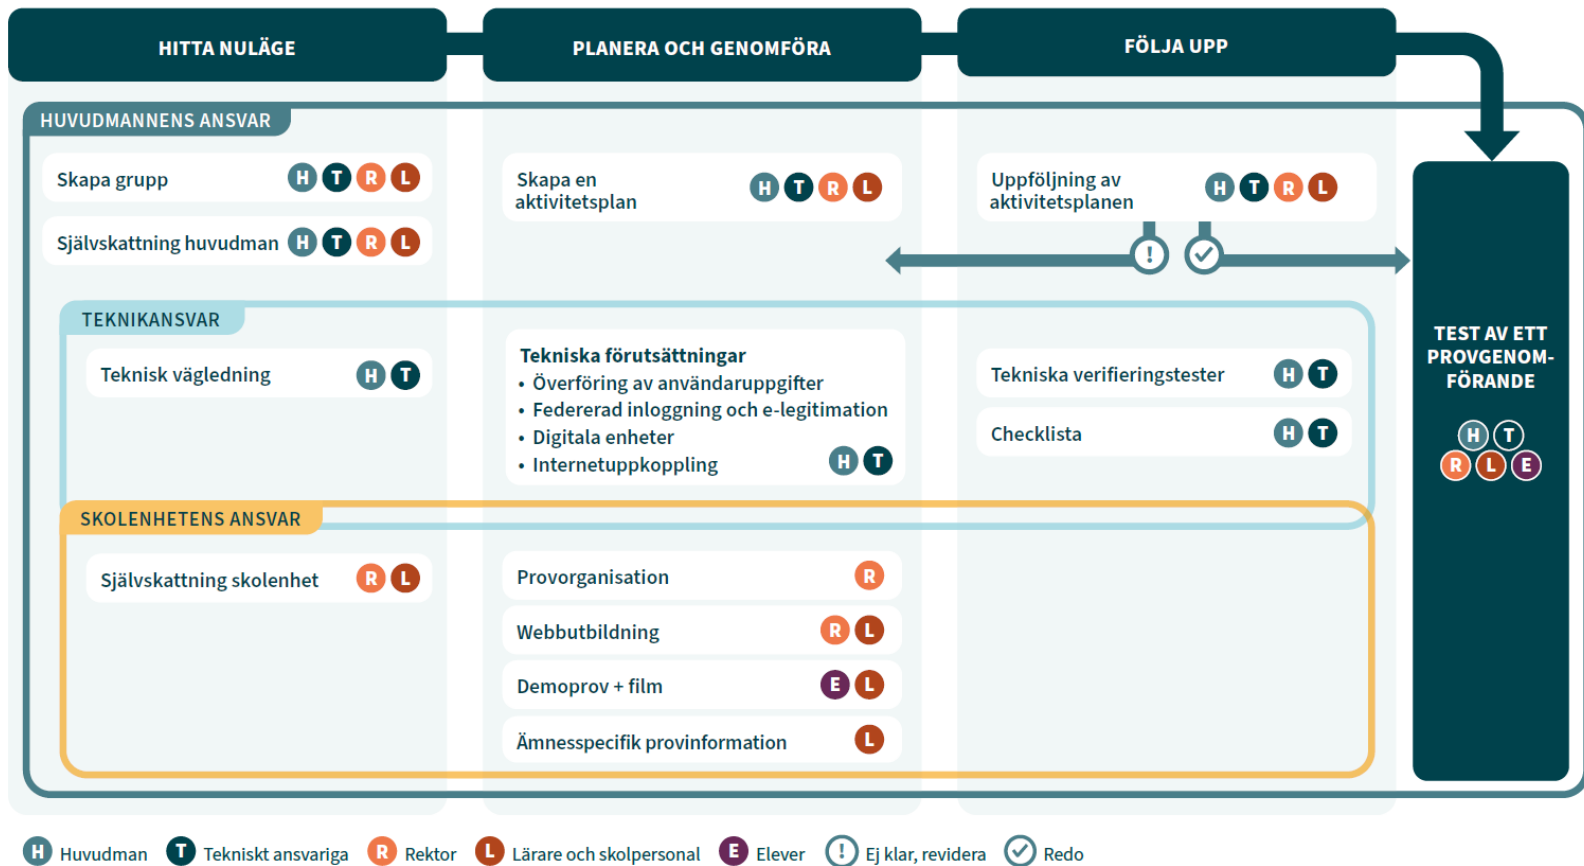 HITTA NULÄGE
PLANERA OCH GENOMFÖRA
FÖLJA UPP
HUVUDMANNENS ANSVAR
Skapa grupp H T R L
Självskattning huvudman H T R L
Skapa en
aktivitetsplan H T R L
Uppföljning av
aktivitetsplanen H T R L
! 
TEKNIKANSVAR
Teknisk vägledning H T
Tekniska förutsättningar
• Överföring av användaruppgifter
• Federerad inloggning och e-legitimation
• Digitala enheter
• Internetuppkoppling H T
Tekniska verifieringstester H T
Checklista H T
SKOLENHETENS ANSVAR
Självskattning skolenhet R L
Provorganisation R
Webbutbildning R L
Demoprov + film E L
Ämnesspecifik provinformation L
TEST AV ETT
PROVGENOM-
FÖRANDE
H T
R L E
H Huvudman T Tekniskt ansvariga R Rektor L Lärare och skolpersonal E Elever ! Ej klar, revidera Redo